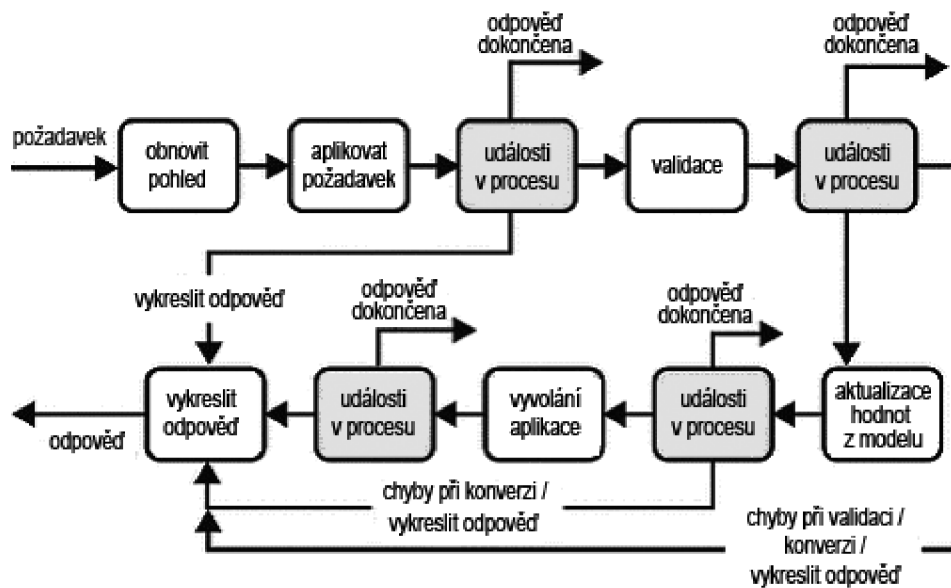 odpověď
dokončena
odpověď
dokončena
požadavek
obnovit
pohled
aplikovat
požadavek
události
v procesu
validace
události
v procesu
vykreslit odpověď
odpověď
dokončena
odpověď
dokončena
vykreslit
odpověď
události
v procesu
vyvolání
aplikace
události
v procesu
aktualizace
hodnot
z modelu
odpověď
chyby při konverzi /
vykreslit odpověď
chyby při validaci /
konverzi /
vykreslit odpověď